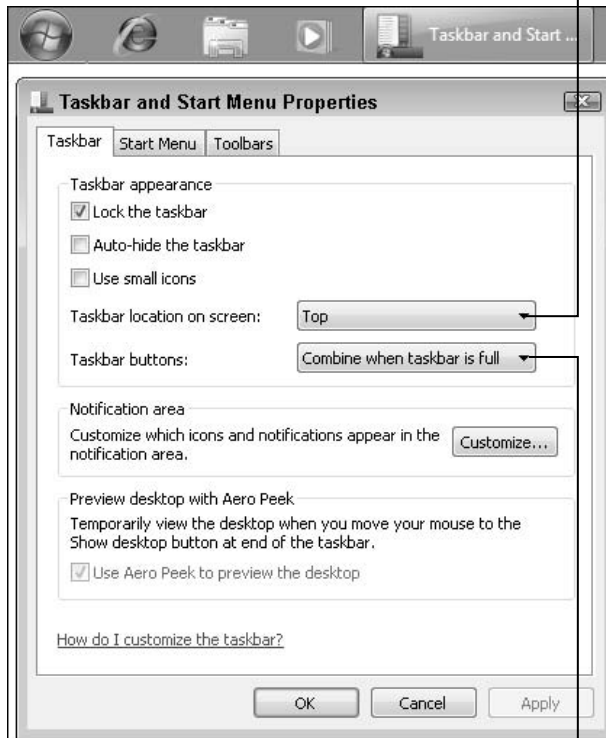 Taskbar and Start ...
Taskbar and Start Menu Properties
Taskbar Start Menu Toolbars
Taskbar appearance
Lock the taskbar
Auto-hide the taskbar
Use small icons
Taskbar location on screen: Top
Taskbar buttons: Combine when taskbar is full
Notification area
Customize which icons and notifications appear in the
notification area.
Customize...
Preview desktop with Aero Peek
Temporarily view the desktop when you move your mouse to the
Show desktop button at end of the taskbar.
Use Aero Peek to preview the desktop
How do I customize the taskbar?
OK Cancel Apply